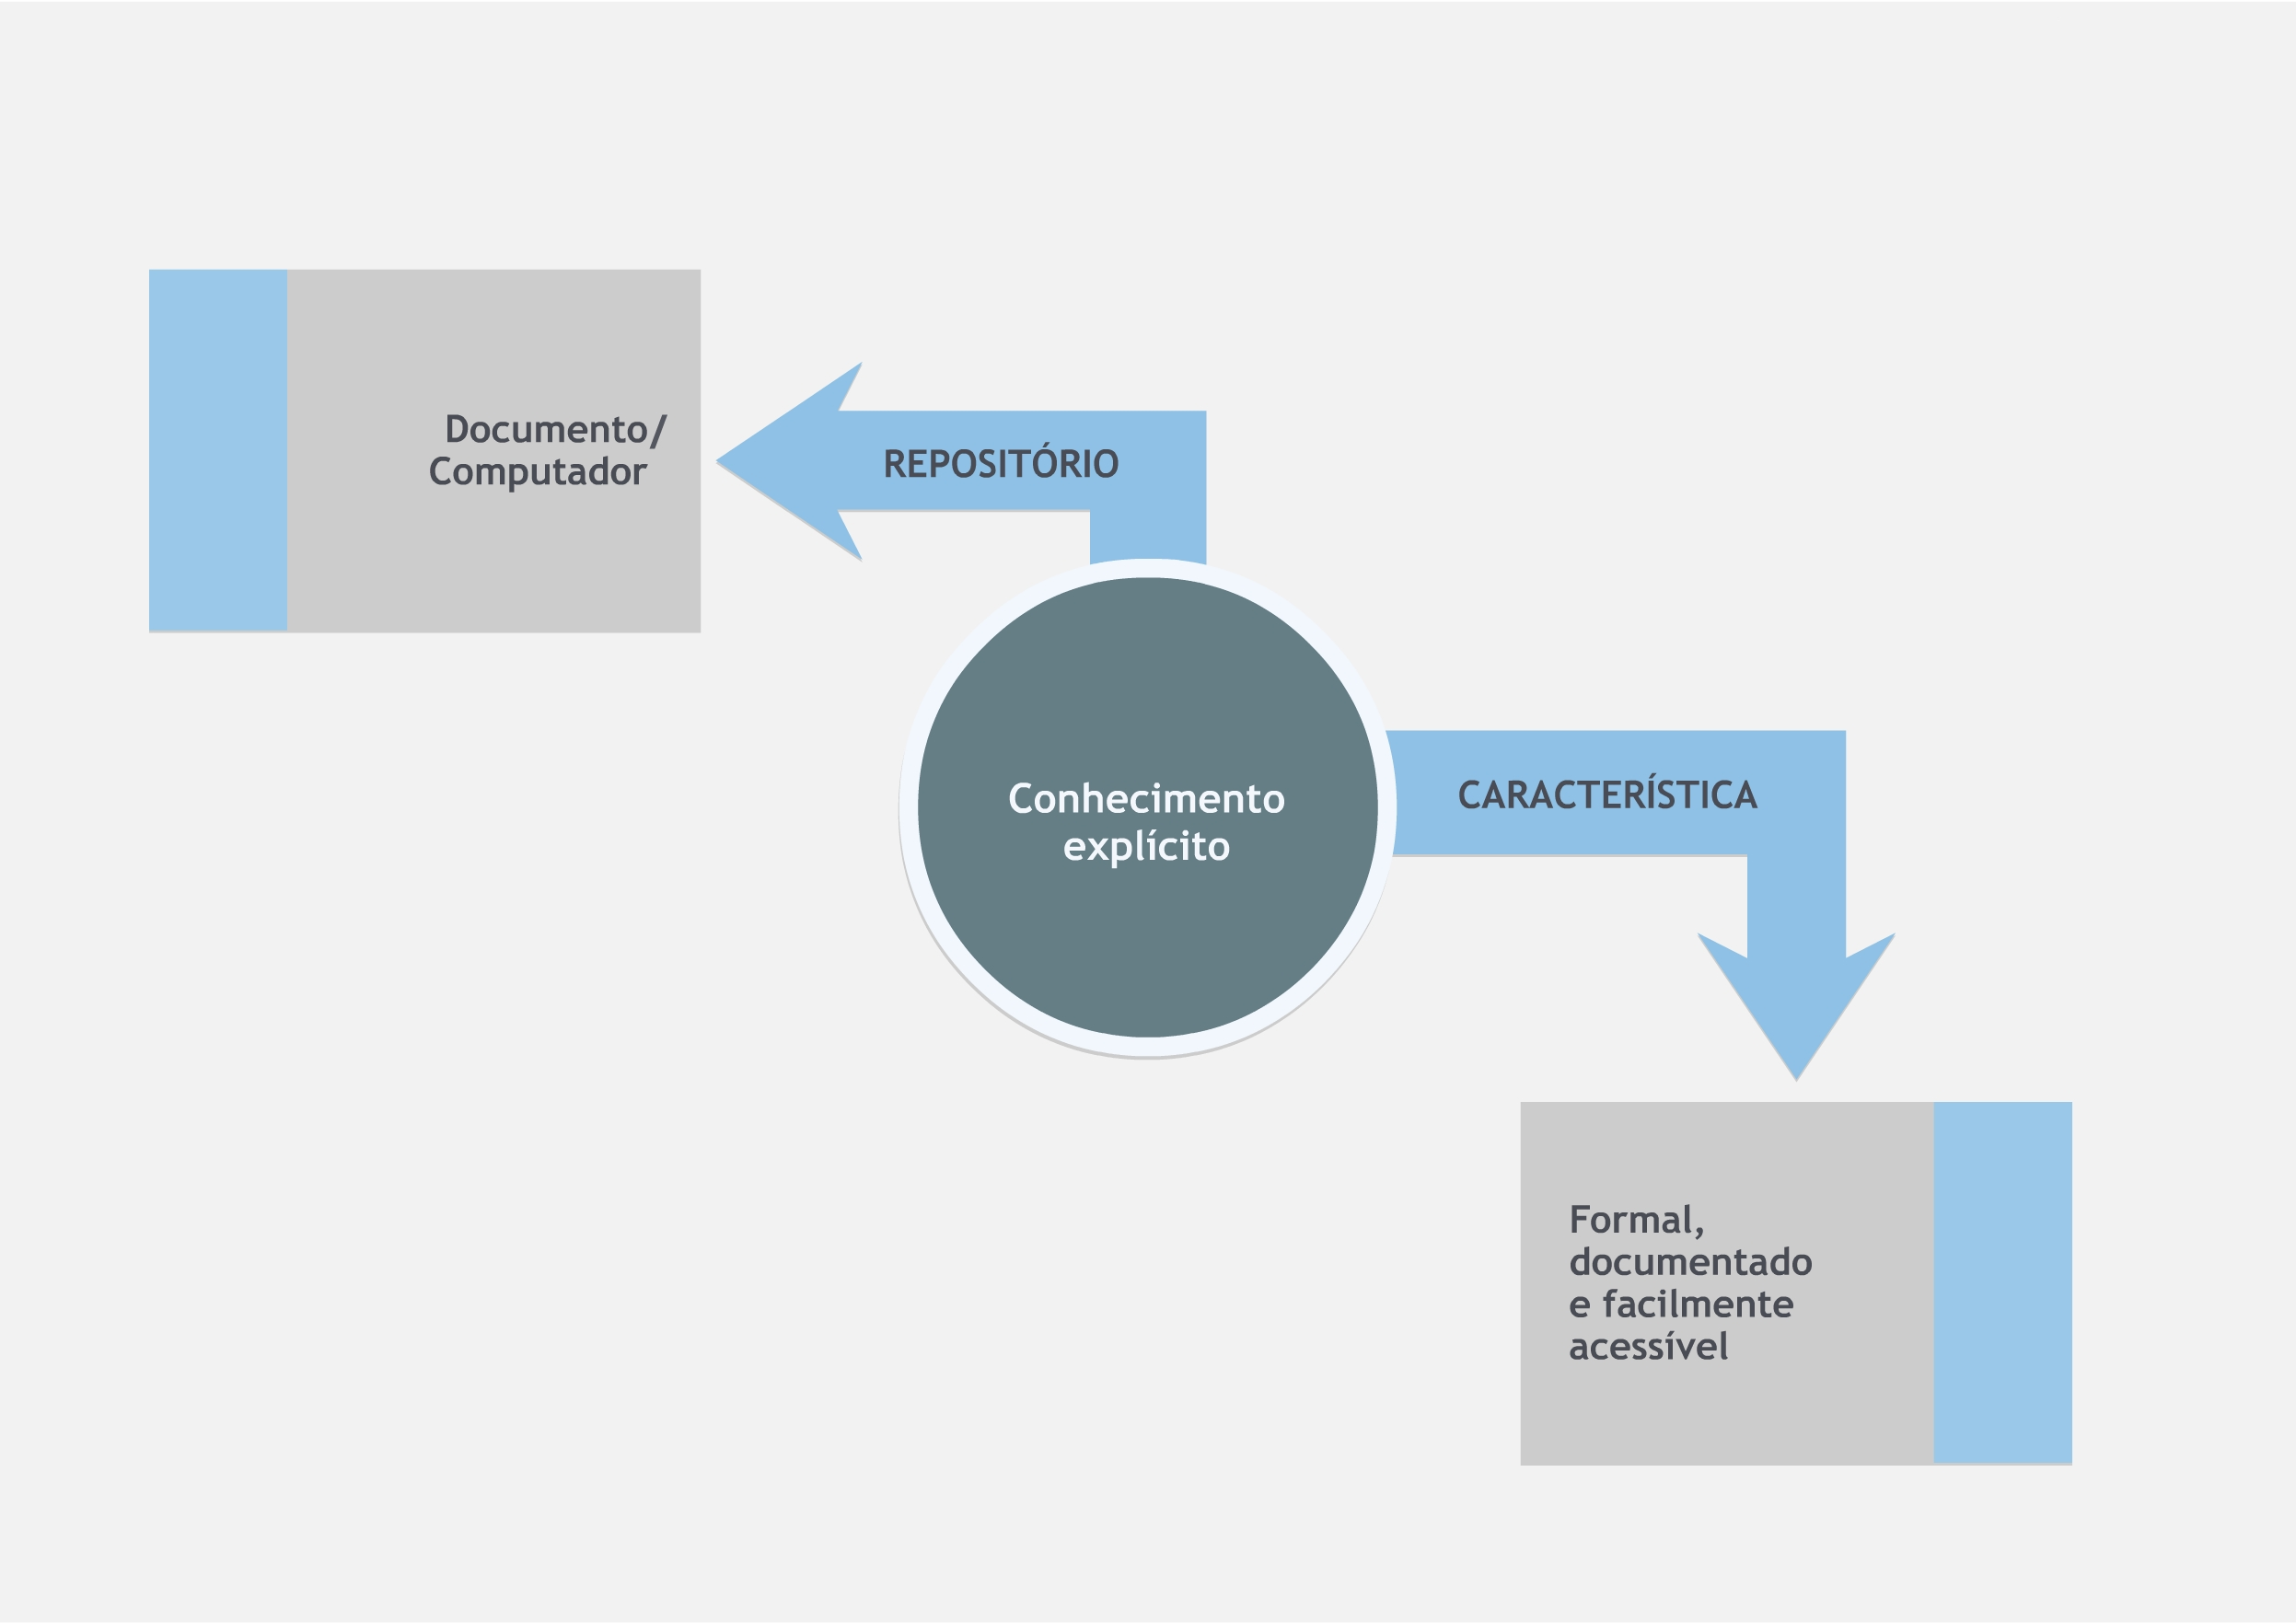 Documento/
Computador
REPOSITÓRIO
Conhecimento
explícito
CARACTERÍSTICA
Formal,
documentado
e facilmente
acessível